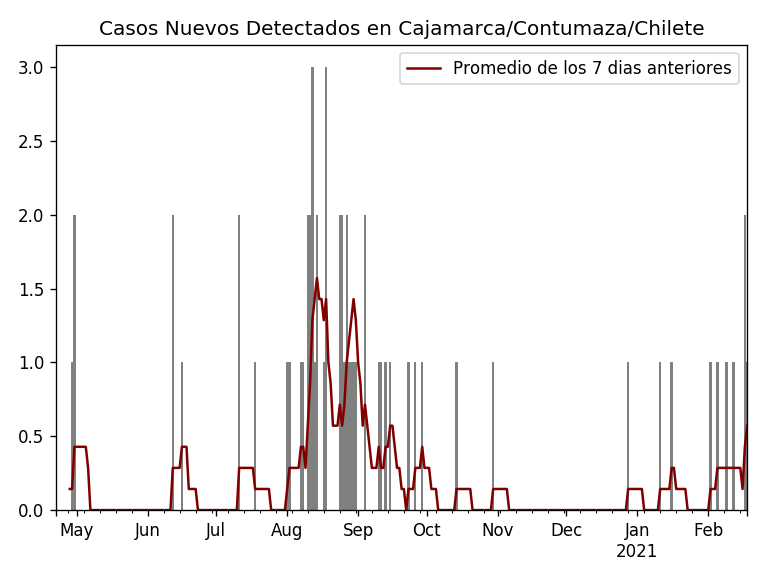 Casos Nuevos Detectados en Cajamarca/Contumaza/Chilete
Promedio de los 7 dias anteriores
3.0
2.5
2.0
1.5
1.0
0.5
0.0
May Jun Jul Aug Sep Oct Nov Dec Jan Feb
2021